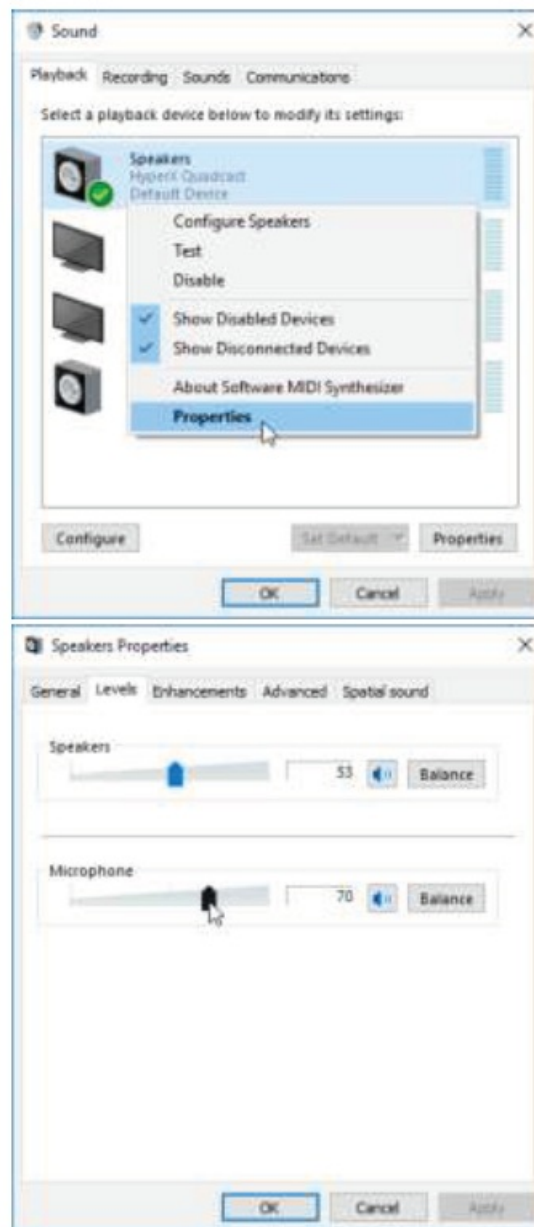 Sound
Playback Recording Sounds Communications
Select a playback device below to modify its settings:
Speakers
HyperX Quadcast
Default Device
Configure Speakers
Test
Disable
Show Disabled Devices
Show Disconnected Devices
About Software MIDI Synthesizer
Properties
Configure Set Default Properties
OK Cancel Apply
Speakers Properties
General Levels Enhancements Advanced Spatial sound
Speakers
53 Balance
Microphone
70 Balance
OK Cancel Apply